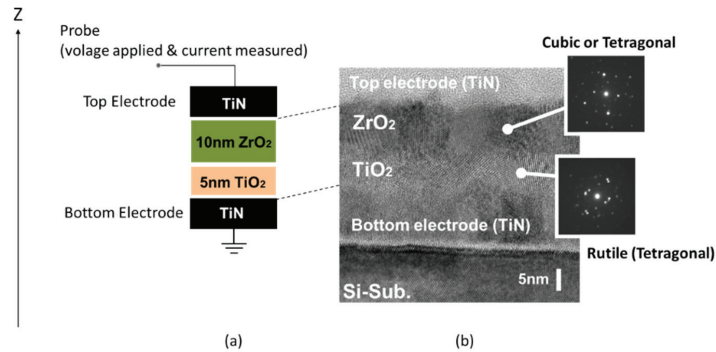 Z
Probe
(volage applied & current measured)
Top Electrode
TiN
10nm ZrO₂
5nm TiO₂
Bottom Electrode
TiN
(a)
Cubic or Tetragonal
Top electrode (TiN)
ZrO₂
TiO₂
Bottom electrode (TiN)
Rutile (Tetragonal)
5nm
Si-Sub.
(b)